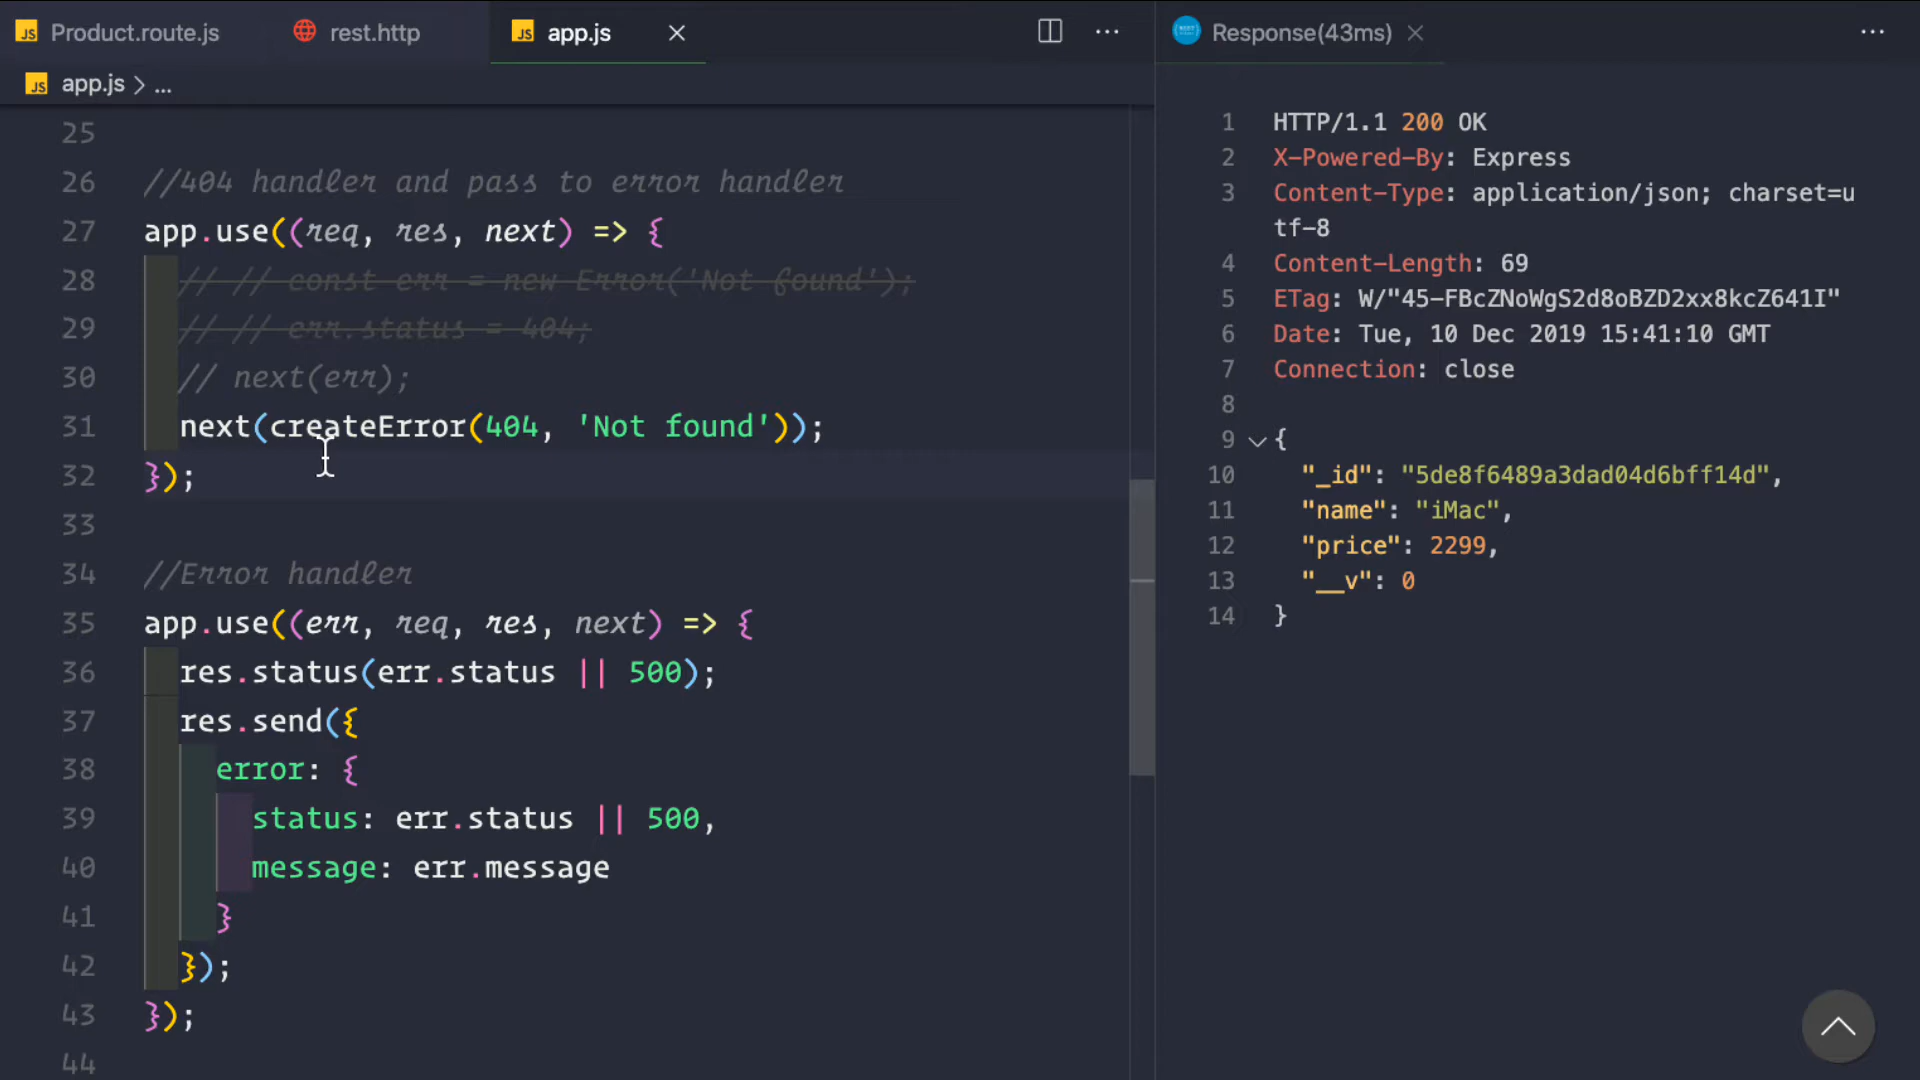 JS Product.route.js
rest.http
JS app.js
JS app.js > ...
25
26 //404 handler and pass to error handler
27 app.use((req, res, next) => {
28 // // const err = new Error('Not found');
29 // // err.status = 404;
30 // next(err);
31 next(createError(404, 'Not found'));
32 });
33
34 //Error handler
35 app.use((err, req, res, next) => {
36 res.status(err.status || 500);
37 res.send({
38 error: {
39 status: err.status || 500,
40 message: err.message
41 }
42 });
43 });
44
Response(43ms)
1 HTTP/1.1 200 OK
2 X-Powered-By: Express
3 Content-Type: application/json; charset=u
tf-8
4 Content-Length: 69
5 ETag: W/"45-FBcZNoWgS2d8oBZD2xx8kcZ641I"
6 Date: Tue, 10 Dec 2019 15:41:10 GMT
7 Connection: close
8
9 {
10 "_id": "5de8f6489a3dad04d6bff14d",
11 "name": "iMac",
12 "price": 2299,
13 "__v": 0
14 }